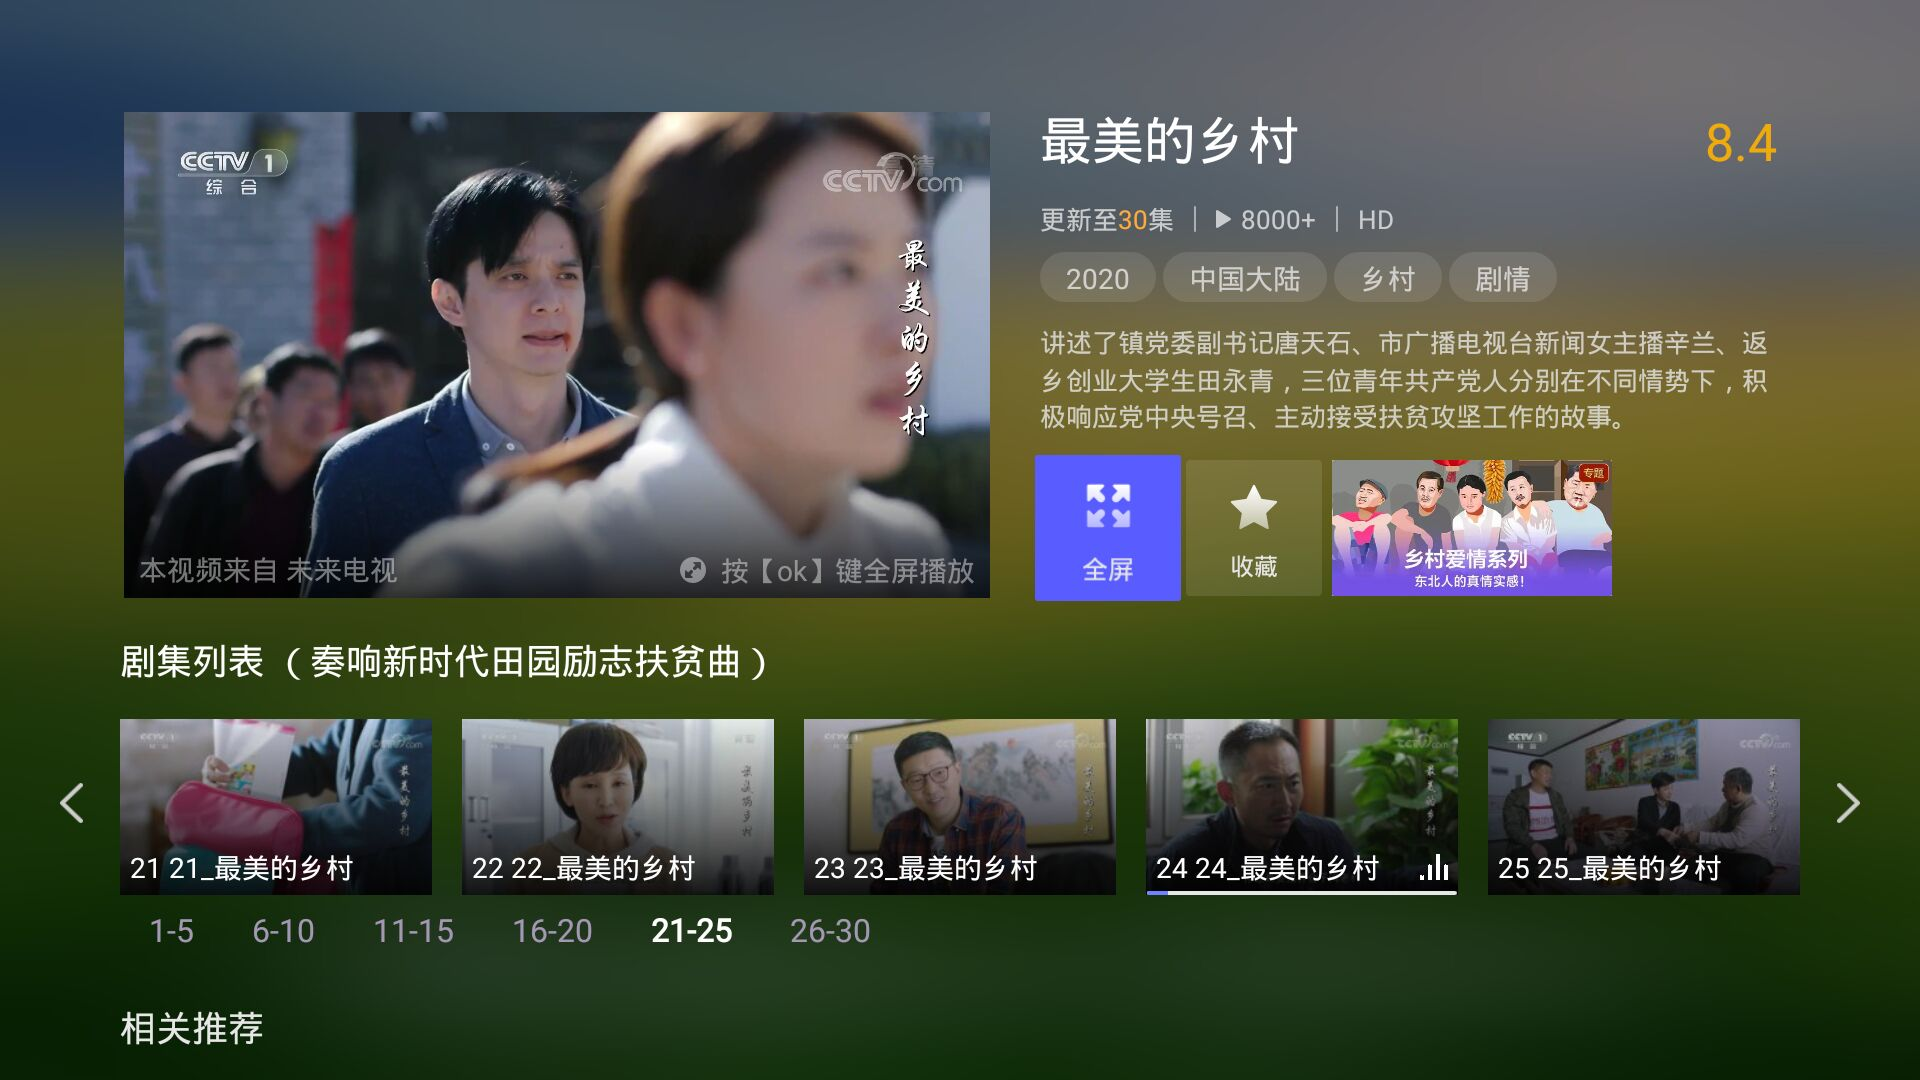 CCTV 1
综合
高清
CCTV com
最美的乡村
本视频来自 未来电视
按【ok】键全屏播放
最美的乡村
8.4
更新至30集 | 8000+ | HD
2020 中国大陆 乡村 剧情
讲述了镇党委副书记唐天石、市广播电视台新闻女主播辛兰、返
乡创业大学生田永青，三位青年共产党人分别在不同情势下，积
极响应党中央号召、主动接受扶贫攻坚工作的故事。
全屏
收藏
专题
乡村爱情系列
东北人的真情实感！
剧集列表（奏响新时代田园励志扶贫曲）
21 21_最美的乡村
22 22_最美的乡村
23 23_最美的乡村
24 24_最美的乡村
25 25_最美的乡村
1-5 6-10 11-15 16-20 21-25 26-30
相关推荐